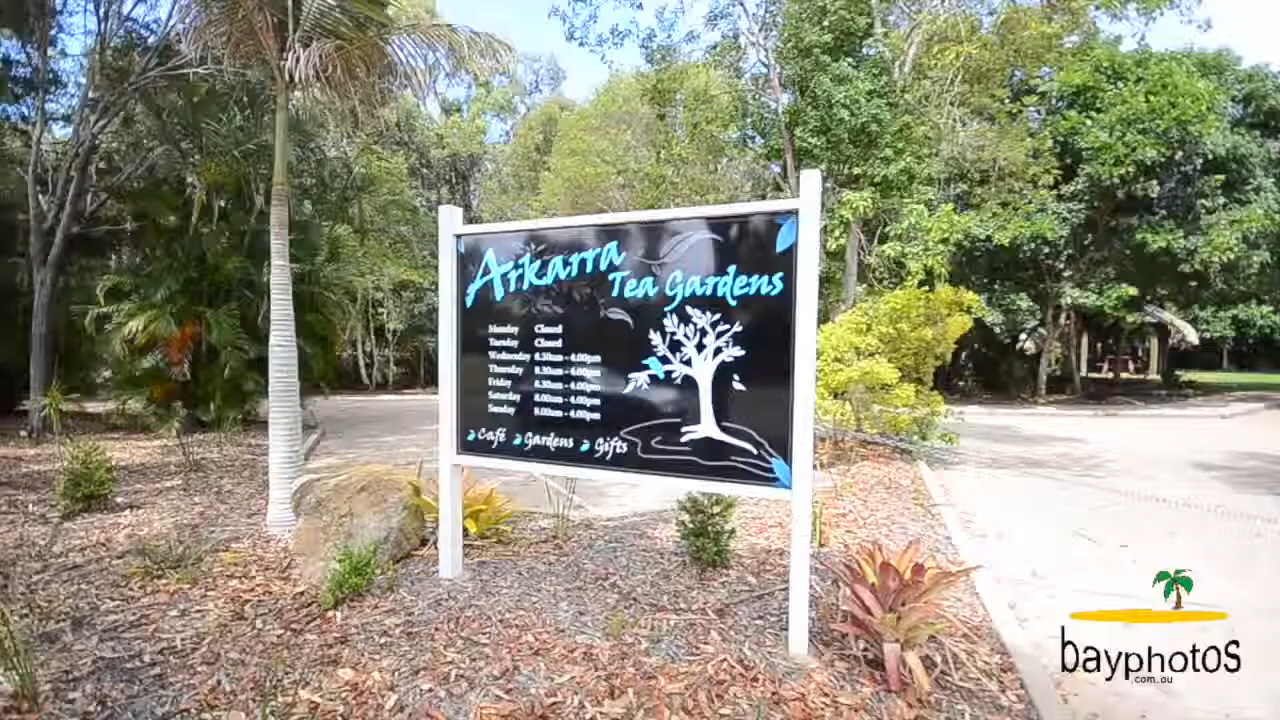 Arkarra
Tea Gardens
Monday Closed
Tuesday Closed
Wednesday 8.30am - 4.00pm
Thursday 8.30am - 4.00pm
Friday 8.30am - 4.00pm
Saturday 8.00am - 4.00pm
Sunday 8.00am - 4.00pm
Café Gardens Gifts
bayphotos
.com.au